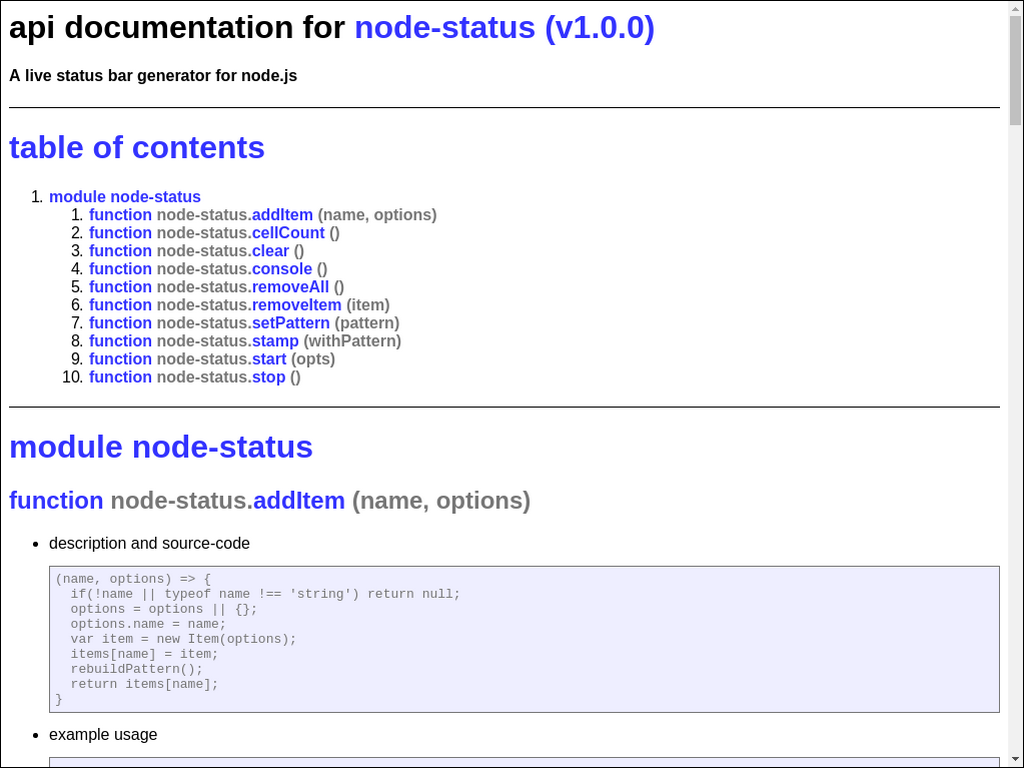 api documentation for node-status (v1.0.0)
A live status bar generator for node.js
table of contents
1. module node-status
1. function node-status.addItem (name, options)
2. function node-status.cellCount ()
3. function node-status.clear ()
4. function node-status.console ()
5. function node-status.removeAll ()
6. function node-status.removeItem (item)
7. function node-status.setPattern (pattern)
8. function node-status.stamp (withPattern)
9. function node-status.start (opts)
10. function node-status.stop ()
module node-status
function node-status.addItem (name, options)
• description and source-code
(name, options) => {
  if(!name || typeof name !== 'string') return null;
  options = options || {};
  options.name = name;
  var item = new Item(options);
  items[name] = item;
  rebuildPattern();
  return items[name];
}
• example usage